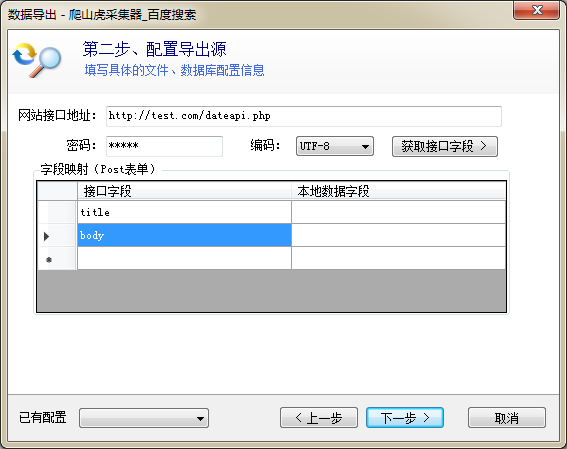 数据导出 - 爬山虎采集器_百度搜索
第二步、配置导出源
填写具体的文件、数据库配置信息
网站接口地址: http://test.com/dateapi.php
密码: ***** 编码: UTF-8 获取接口字段 >
字段映射（Post表单）
接口字段 本地数据字段
title
body
已有配置 < 上一步 下一步 > 取消